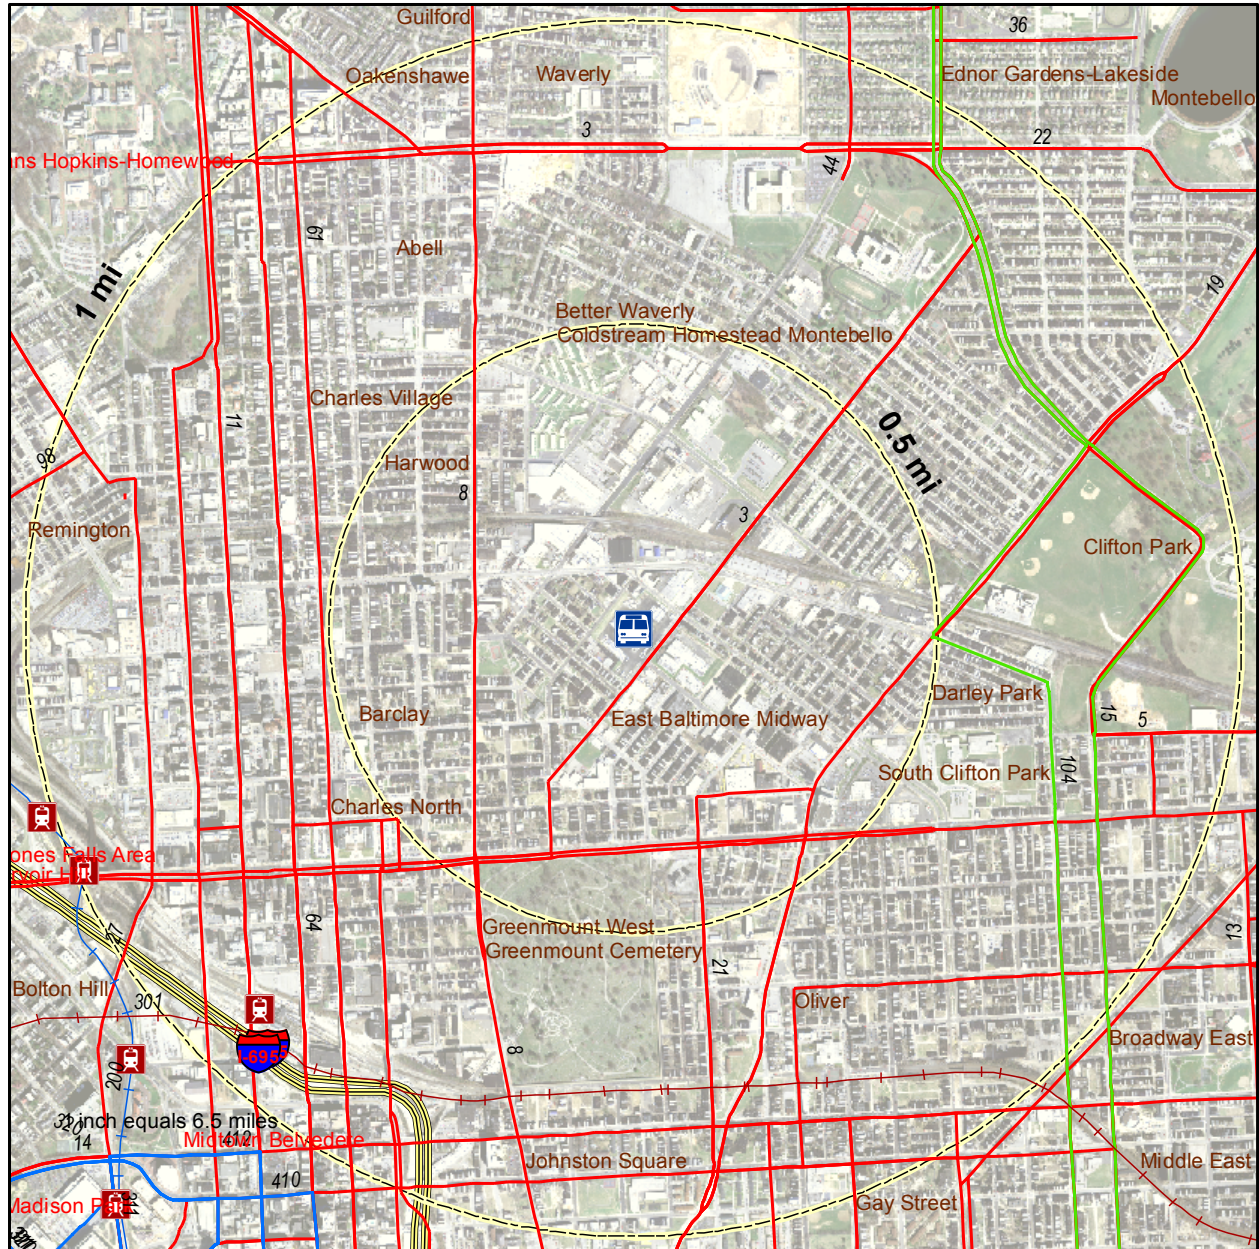 Guilford
36
Oakenshawe
Waverly
Ednor Gardens-Lakeside
Montebello
3
22
ns Hopkins-Homewood
44
61
Abell
1 mi
19
Better Waverly
Coldstream Homestead Montebello
Charles Village
11
0.5 mi
98
Harwood
8
3
Remington
Clifton Park
Darley Park
Barclay
East Baltimore Midway
15
5
104
South Clifton Park
Charles North
ones Falls Area
rvoir H
64
27
Greenmount West
Greenmount Cemetery
13
21
Bolton Hill
301
Oliver
Broadway East
I-695
8
200
1 inch equals 6.5 miles
320
14
412
Midtown Belvedere
Johnston Square
Middle East
410
Madison P
Gay Street